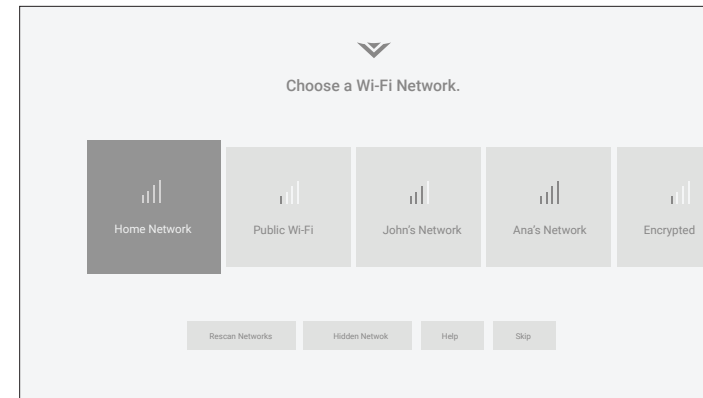 Choose a Wi-Fi Network.
Home Network
Public Wi-Fi
John's Network
Ana's Network
Encrypted
Rescan Networks
Hidden Netwok
Help
Skip